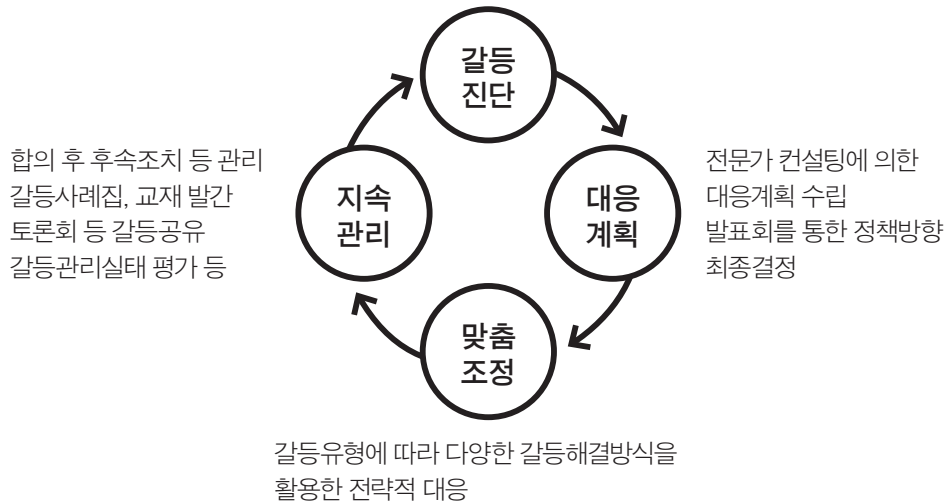 갈등
진단
합의 후 후속조치 등 관리
갈등사례집, 교재 발간
토론회 등 갈등공유
갈등관리실태 평가 등
지속
관리
대응
계획
전문가 컨설팅에 의한
대응계획 수립
발표회를 통한 정책방향
최종결정
맞춤
조정
갈등유형에 따라 다양한 갈등해결방식을
활용한 전략적 대응